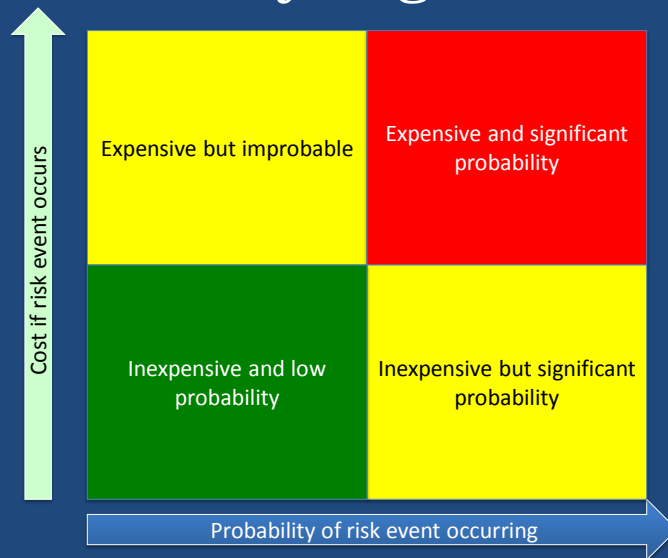 Expensive but improbable
Expensive and significant
probability
Cost if risk event occurs
Inexpensive and low
probability
Inexpensive but significant
probability
Probability of risk event occurring